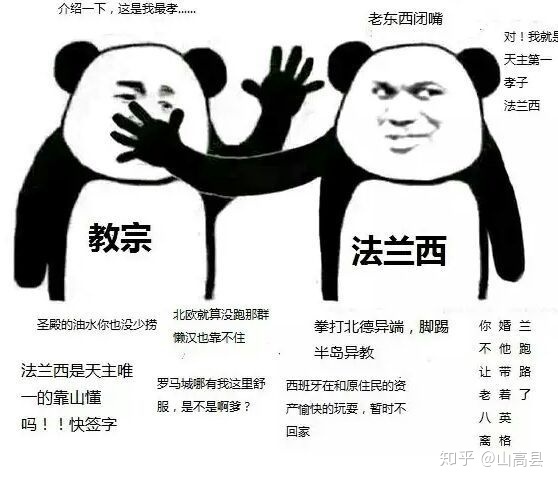 介绍一下，这是我最孝......
老东西闭嘴
对！我就是
天主第一
孝子
法兰西
教宗
法兰西
圣殿的油水你也没少捞
北欧就算没跑那群
懒汉也靠不住
拳打北德异端，脚踢
半岛异教
法兰西是天主唯
一的靠山懂
吗！！快签字
罗马城哪有我这里舒
服，是不是啊爹？
西班牙在和原住民的资
产愉快的玩耍，暂时不
回家
你不让老八离
婚他带着英格
兰跑路了
知乎 @山高县